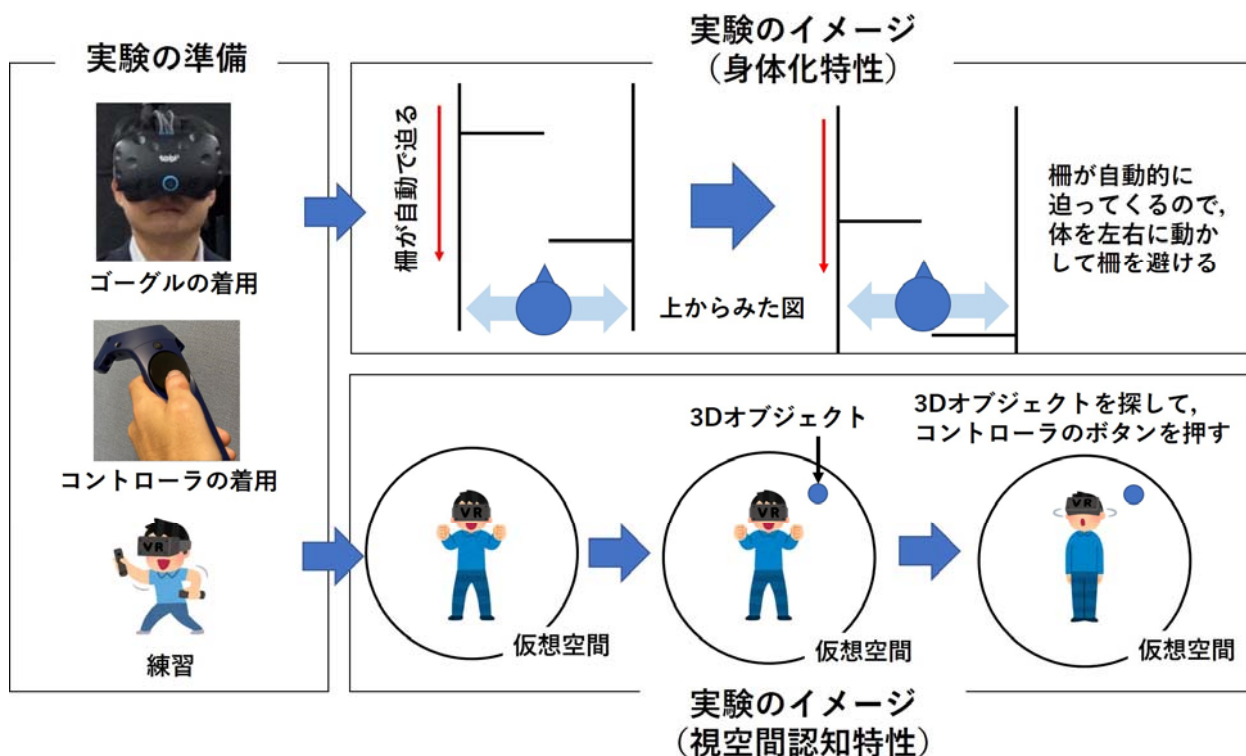 実験の準備
ゴーグルの着用
コントローラの着用
VR
練習
実験のイメージ
（身体化特性）
柵が自動で迫る
上からみた図
柵が自動的に
迫ってくるので，
体を左右に動か
して柵を避ける
3Dオブジェクト
3Dオブジェクトを探して，
コントローラのボタンを押す
VR
仮想空間
VR
仮想空間
VR
仮想空間
実験のイメージ
（視空間認知特性）